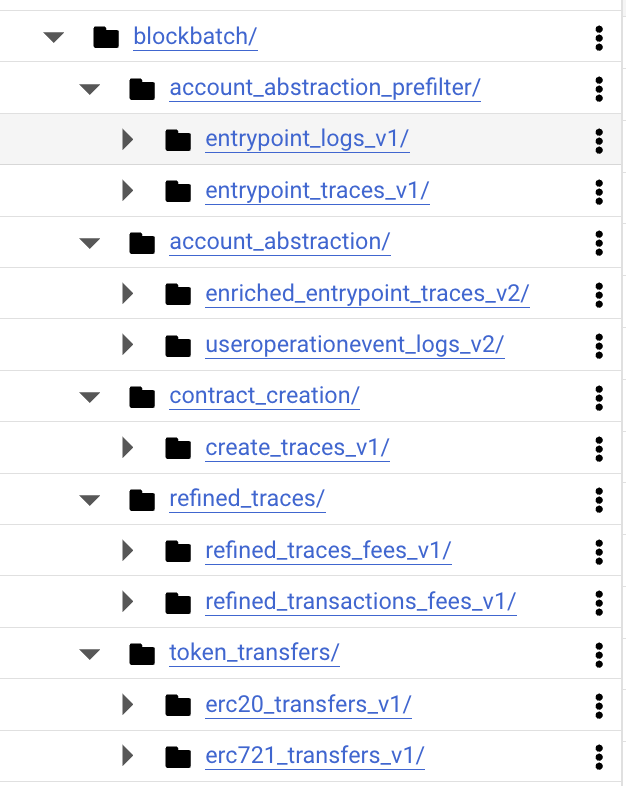 blockbatch/
account_abstraction_prefilter/
entrypoint_logs_v1/
entrypoint_traces_v1/
account_abstraction/
enriched_entrypoint_traces_v2/
useroperationevent_logs_v2/
contract_creation/
create_traces_v1/
refined_traces/
refined_traces_fees_v1/
refined_transactions_fees_v1/
token_transfers/
erc20_transfers_v1/
erc721_transfers_v1/